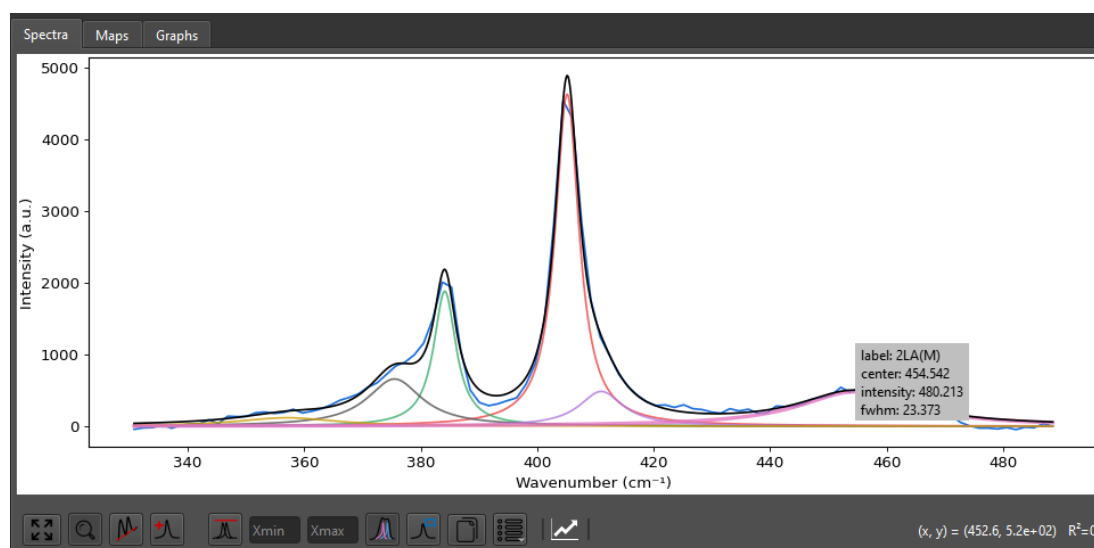 Spectra Maps Graphs
5000
4000
3000
2000
1000
0
Intensity (a.u.)
label: 2LA(M)
center: 454.542
intensity: 480.213
fwhm: 23.373
340 360 380 400 420 440 460 480
Wavenumber (cm⁻¹)
Xmin Xmax (x, y) = (452.6, 5.2e+02) R²=0